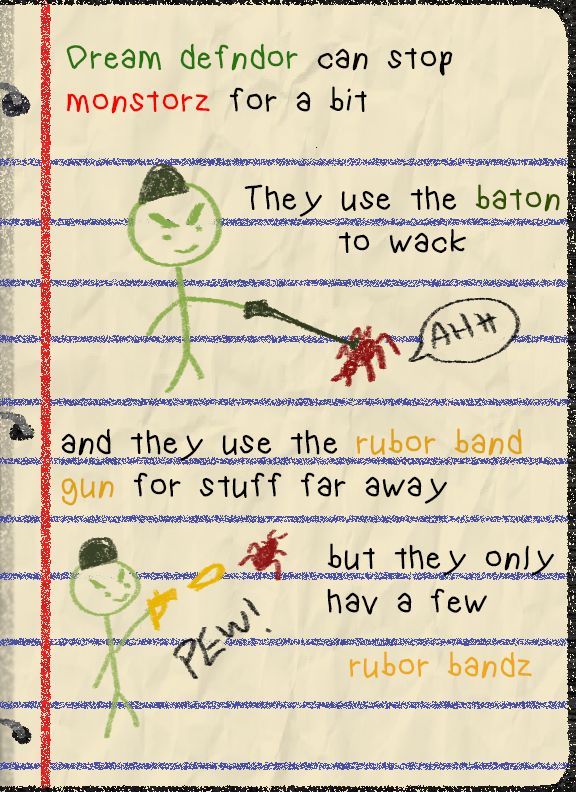 Dream defndor can stop
monstorz for a bit
They use the baton
to wack
AHH
and they use the rubor band
gun for stuff far away
PEW!
but they only
hav a few
rubor bandz